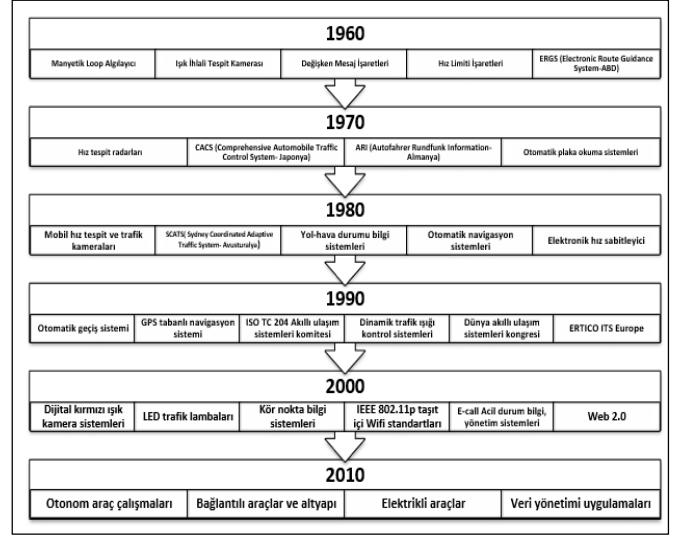 1960
Manyetik Loop Algılayıcı
Işık İhlali Tespit Kamerası
Değişken Mesaj İşaretleri
Hız Limiti İşaretleri
ERGS (Electronic Route Guidance
System-ABD)
1970
Hız tespit radarları
CACS (Comprehensive Automobile Traffic
Control System- Japonya)
ARI (Autofahrer Rundfunk Information-
Almanya)
Otomatik plaka okuma sistemleri
1980
Mobil hız tespit ve trafik
kameraları
SCATS( Sydney Coordinated Adaptive
Traffic System- Avusturalya)
Yol-hava durumu bilgi
sistemleri
Otomatik navigasyon
sistemleri
Elektronik hız sabitleyici
1990
Otomatik geçiş sistemi
GPS tabanlı navigasyon
sistemi
ISO TC 204 Akıllı ulaşım
sistemleri komitesi
Dinamik trafik ışığı
kontrol sistemleri
Dünya akıllı ulaşım
sistemleri kongresi
ERTICO ITS Europe
2000
Dijital kırmızı ışık
kamera sistemleri
LED trafik lambaları
Kör nokta bilgi
sistemleri
IEEE 802.11p taşıt
içi Wifi standartları
E-call Acil durum bilgi,
yönetim sistemleri
Web 2.0
2010
Otonom araç çalışmaları
Bağlantılı araçlar ve altyapı
Elektrikli araçlar
Veri yönetimi uygulamaları